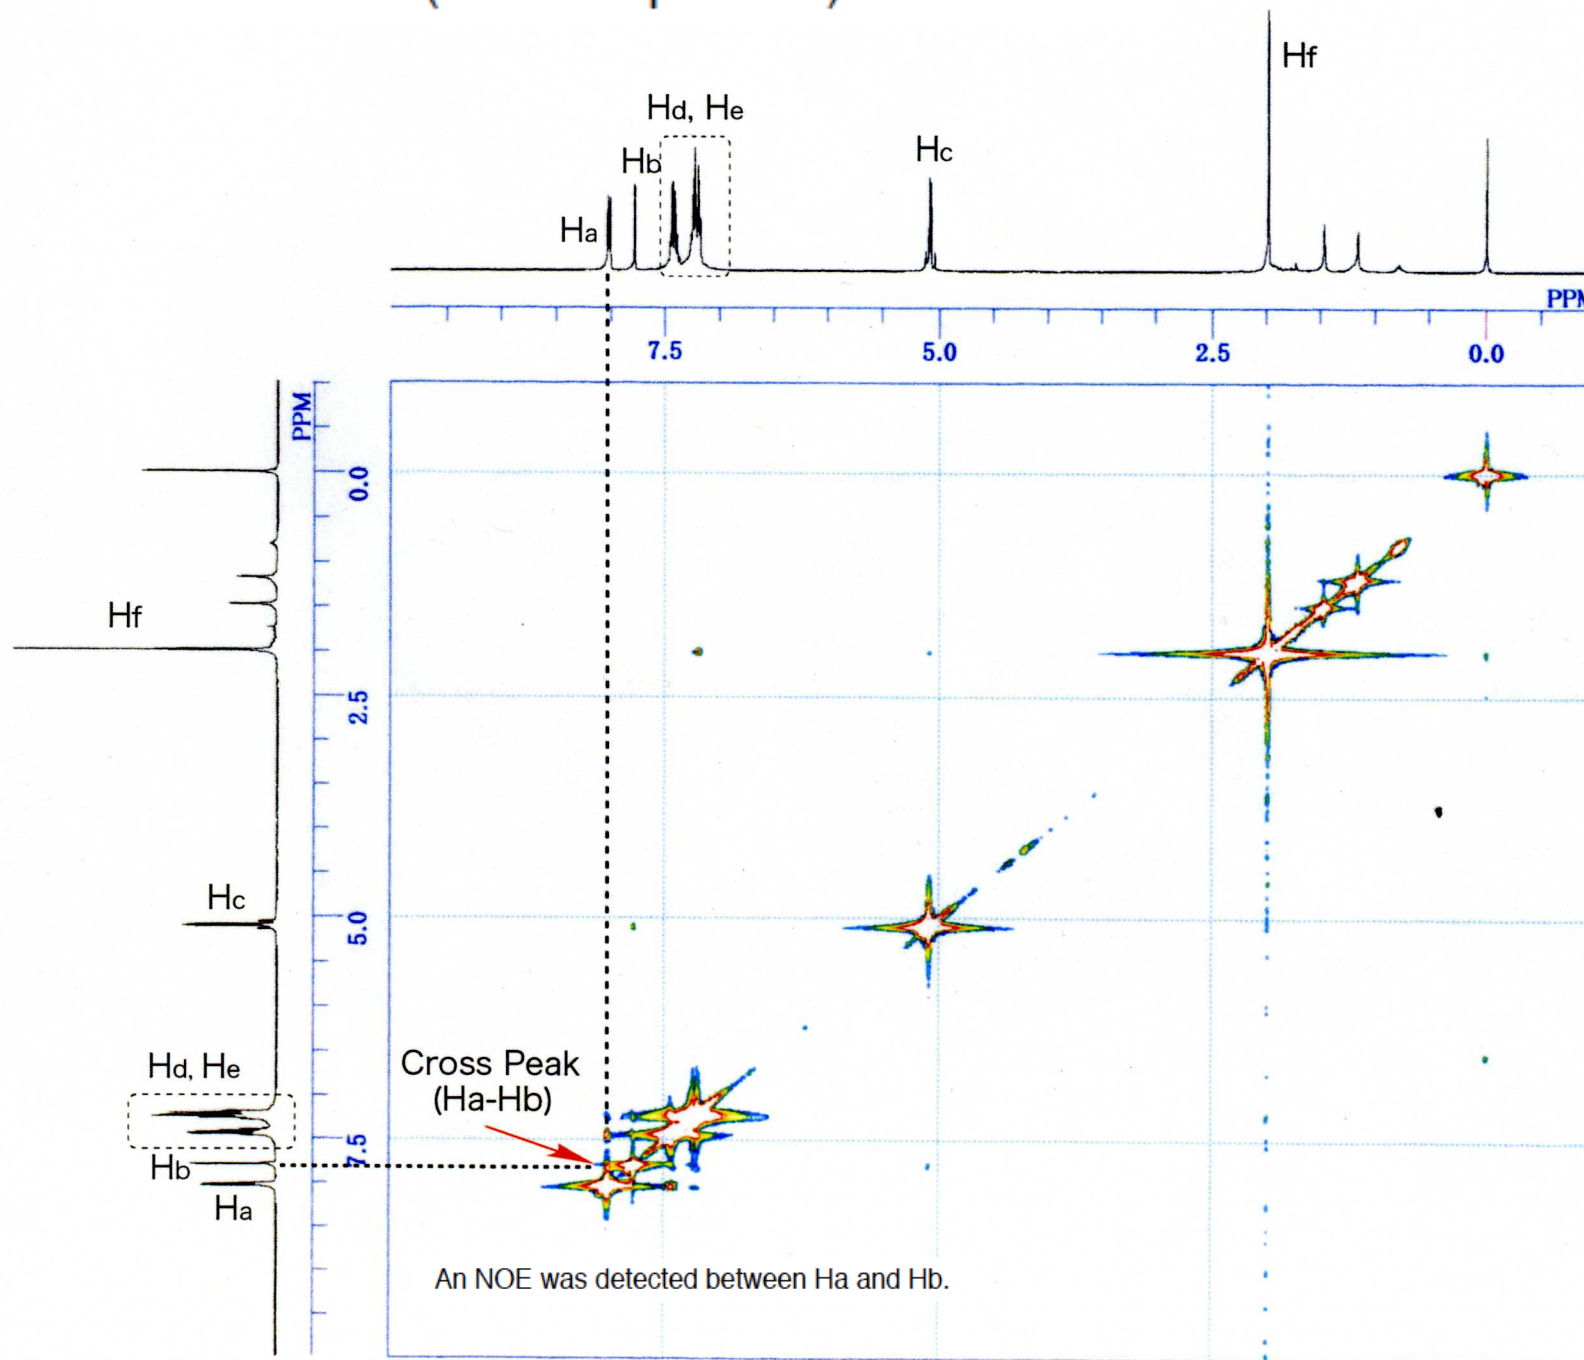 Hf
Hd, He
Hc
Hb
Ha
PPM
7.5
5.0
2.5
0.0
PPM
0.0
Hf
2.5
Hc
5.0
Hd, He
Cross Peak
(Ha-Hb)
7.5
Hb
Ha
An NOE was detected between Ha and Hb.